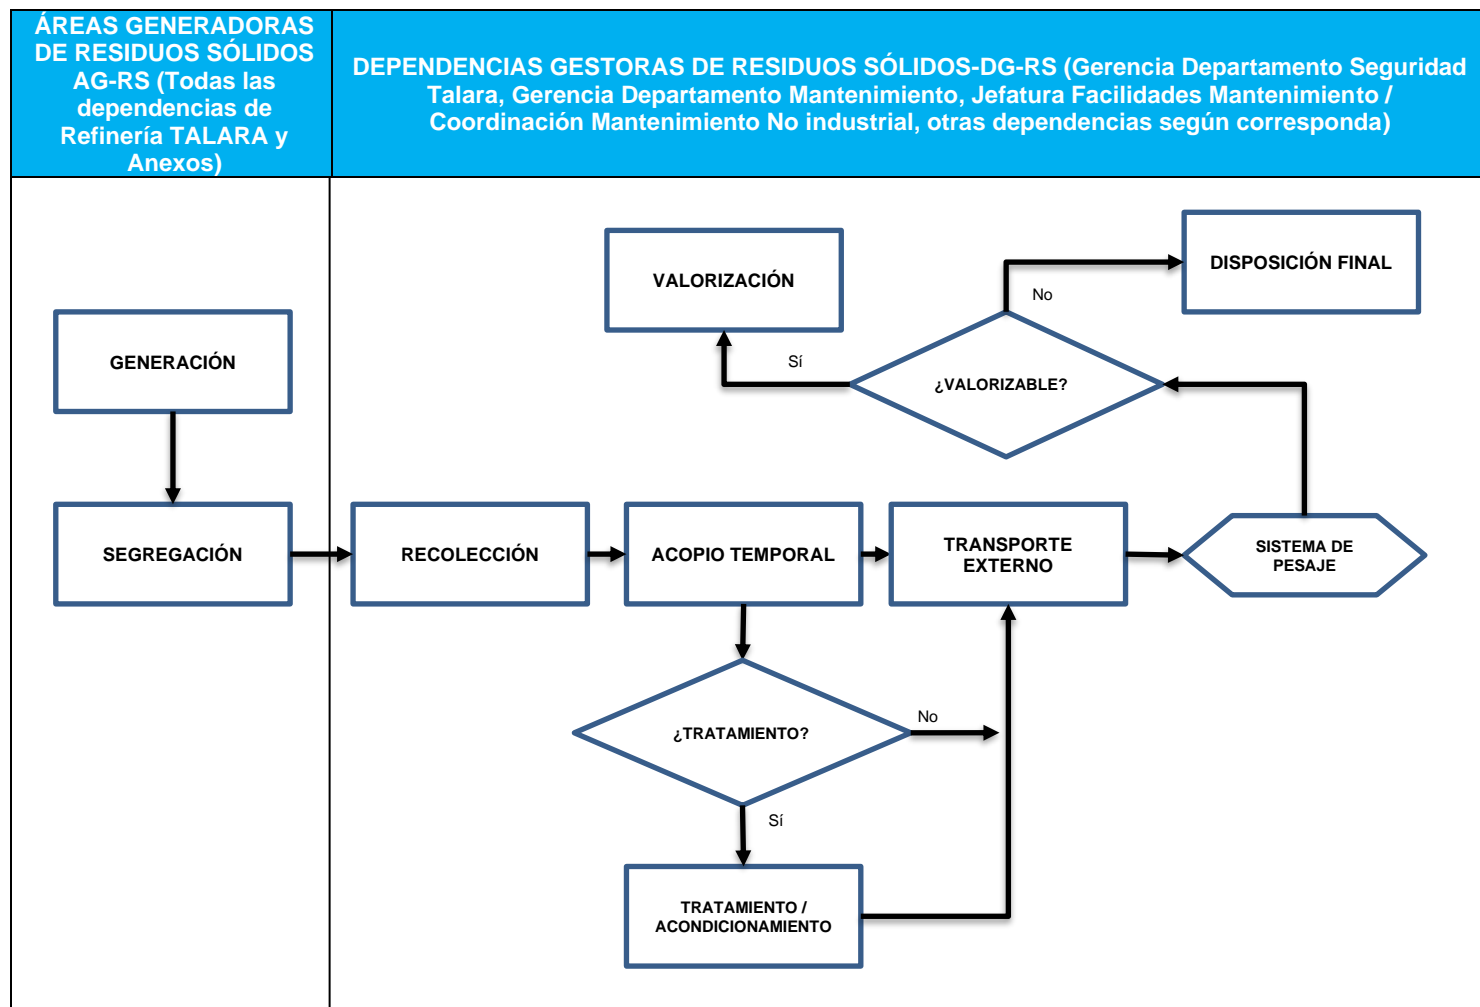 ÁREAS GENERADORAS
DE RESIDUOS SÓLIDOS
AG-RS (Todas las
dependencias de
Refinería TALARA y
Anexos)
DEPENDENCIAS GESTORAS DE RESIDUOS SÓLIDOS-DG-RS (Gerencia Departamento Seguridad
Talara, Gerencia Departamento Mantenimiento, Jefatura Facilidades Mantenimiento /
Coordinación Mantenimiento No industrial, otras dependencias según corresponda)
VALORIZACIÓN
DISPOSICIÓN FINAL
No
GENERACIÓN
Sí
¿VALORIZABLE?
SEGREGACIÓN
RECOLECCIÓN
ACOPIO TEMPORAL
TRANSPORTE
EXTERNO
SISTEMA DE
PESAJE
¿TRATAMIENTO?
No
Sí
TRATAMIENTO /
ACONDICIONAMIENTO